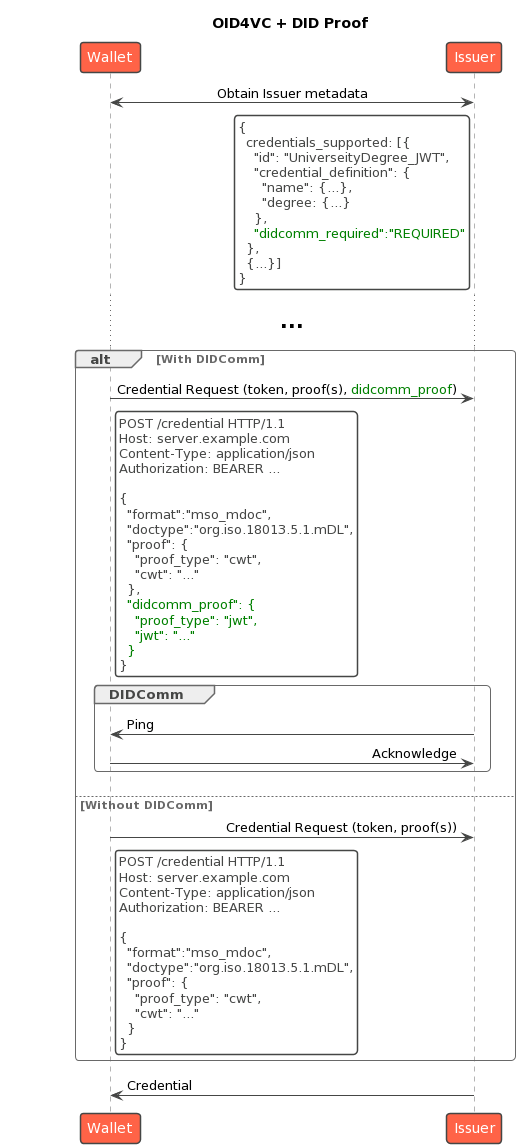 OID4VC + DID Proof
Wallet
Issuer
Obtain Issuer metadata
{
credentials_supported: [{
"id": "UniverseityDegree_JWT",
"credential_definition": {
"name": {...},
"degree: {...}
},
"didcomm_required":"REQUIRED"
},
{...}]
}
...
alt [With DIDComm]
Credential Request (token, proof(s), didcomm_proof)
POST /credential HTTP/1.1
Host: server.example.com
Content-Type: application/json
Authorization: BEARER ...
{
"format":"mso_mdoc",
"doctype":"org.iso.18013.5.1.mDL",
"proof": {
"proof_type": "cwt",
"cwt": "..."
},
"didcomm_proof": {
"proof_type": "jwt",
"jwt": "..."
}
}
DIDComm
Ping
Acknowledge
[Without DIDComm]
Credential Request (token, proof(s))
POST /credential HTTP/1.1
Host: server.example.com
Content-Type: application/json
Authorization: BEARER ...
{
"format":"mso_mdoc",
"doctype":"org.iso.18013.5.1.mDL",
"proof": {
"proof_type": "cwt",
"cwt": "..."
}
}
Credential
Wallet
Issuer